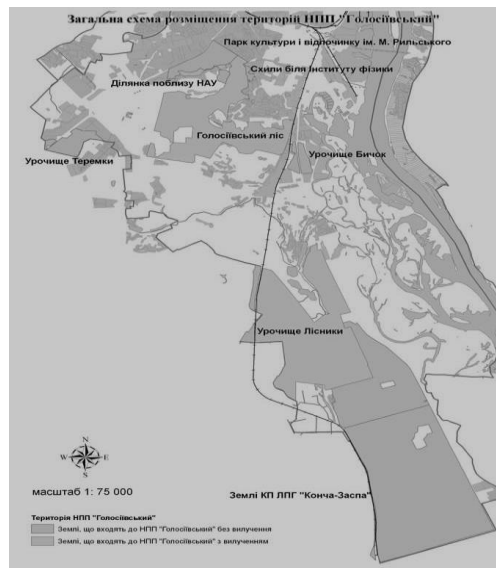 Загальна схема розміщення територій НПП "Голосіївський"
Парк культури і відпочинку ім. М. Рильського
Схили біля Інституту фізики
Ділянка поблизу НАУ
Голосіївський ліс
Урочище Теремки
Урочище Бичок
Урочище Лісники
N
W E
S
масштаб 1: 75 000
Землі КП ЛПГ "Конча-Заспа"
Територія НПП "Голосіївський"
Землі, що входять до НПП "Голосіївський" без вилучення
Землі, що входять до НПП "Голосіївський" з вилученням